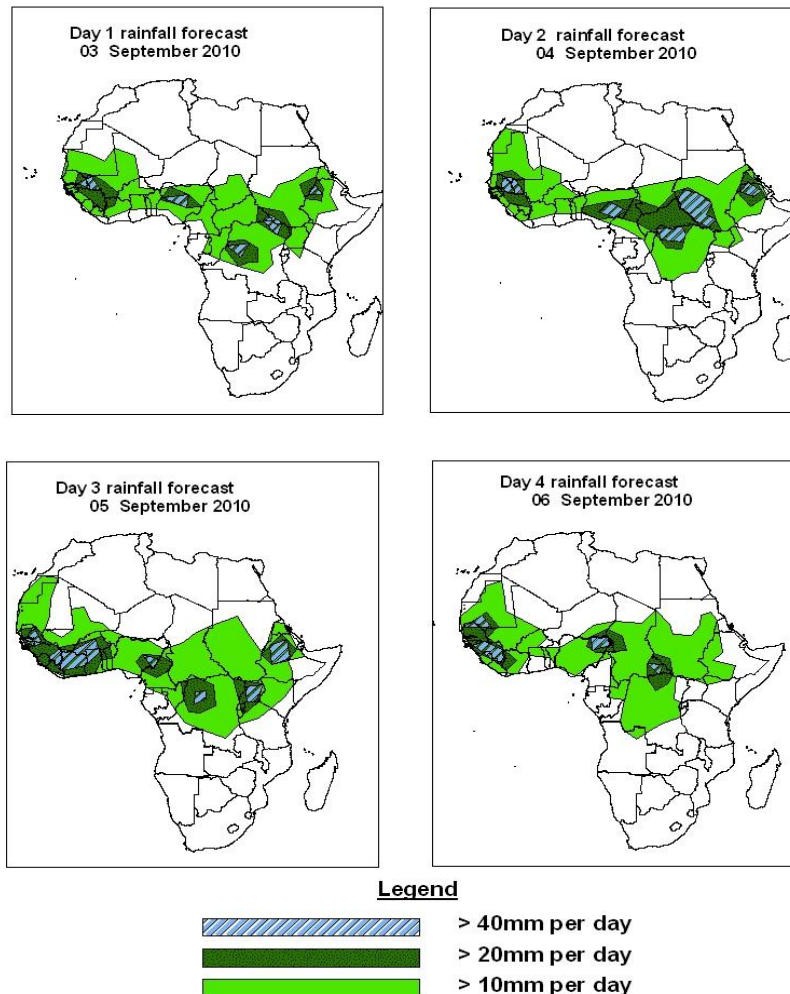 Day 1 rainfall forecast
03 September 2010
Day 2 rainfall forecast
04 September 2010
Day 3 rainfall forecast
05 September 2010
Day 4 rainfall forecast
06 September 2010
Legend
> 40mm per day
> 20mm per day
> 10mm per day